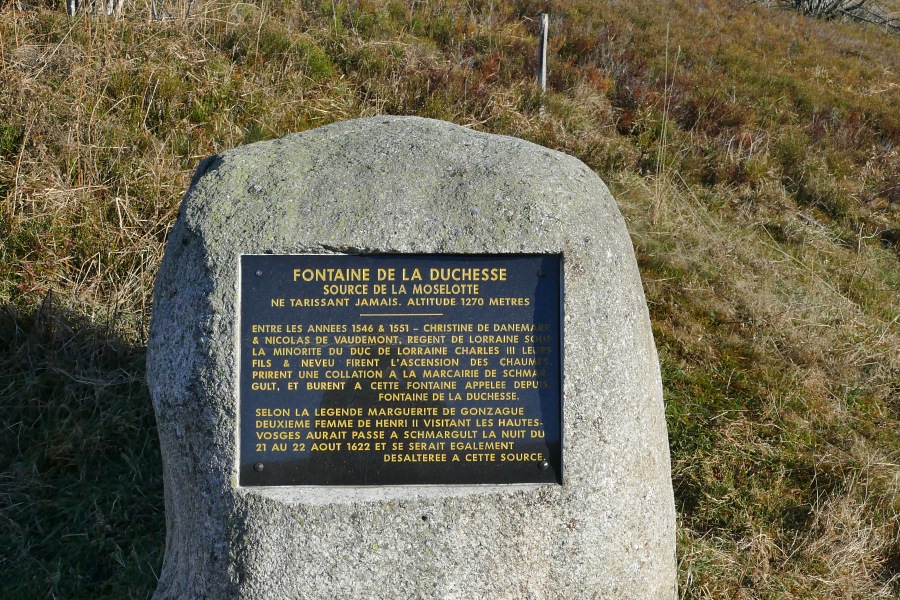 FONTAINE DE LA DUCHESSE
SOURCE DE LA MOSELOTTE
NE TARISSANT JAMAIS. ALTITUDE 1270 METRES
ENTRE LES ANNEES 1546 & 1551 – CHRISTINE DE DANEMARK
& NICOLAS DE VAUDEMONT, REGENT DE LORRAINE SOUS
LA MINORITE DU DUC DE LORRAINE CHARLES III LEURS
FILS & NEVEU FIRENT L'ASCENSION DES CHAUMES,
PRIRENT UNE COLLATION A LA MARCAIRIE DE SCHMAR-
GULT, ET BURENT A CETTE FONTAINE APPELEE DEPUIS,
FONTAINE DE LA DUCHESSE.
SELON LA LEGENDE MARGUERITE DE GONZAGUE
DEUXIEME FEMME DE HENRI II VISITANT LES HAUTES-
VOSGES AURAIT PASSE A SCHMARGULT LA NUIT DU
21 AU 22 AOUT 1622 ET SE SERAIT EGALEMENT
DESALTEREE A CETTE SOURCE.